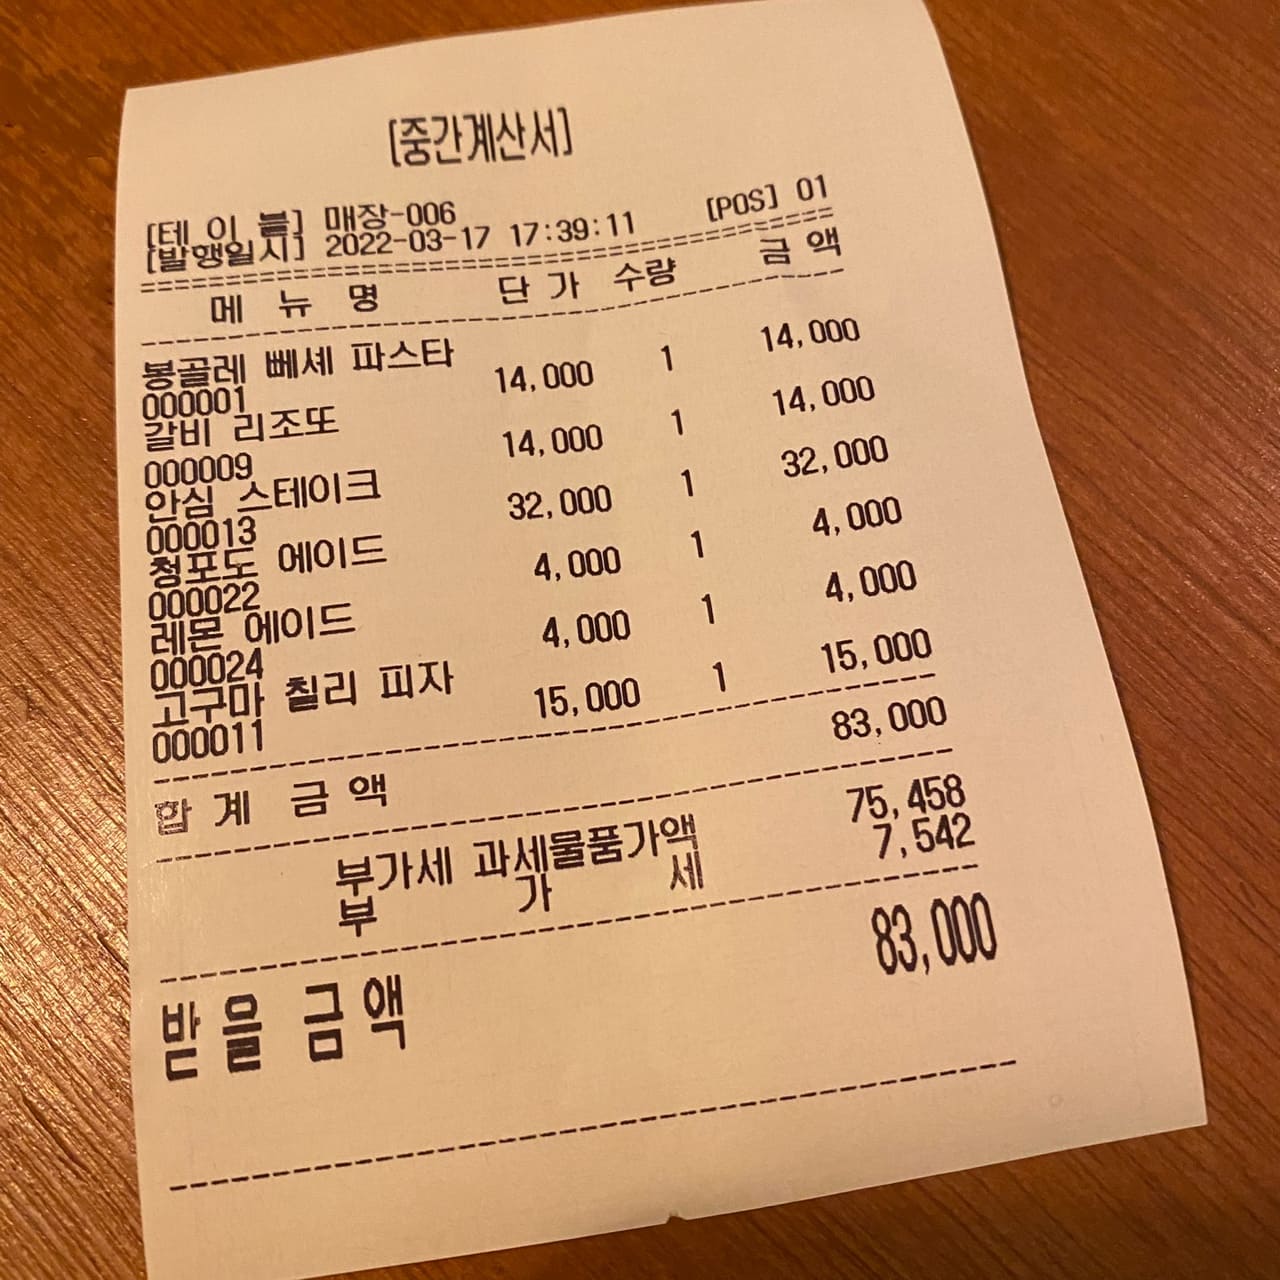 [중간계산서]
[테 이 블] 매장-006
[발행일시] 2022-03-17 17:39:11 [POS] 01
메 뉴 명 단 가 수량 금 액
봉골레 뻬셰 파스타 14,000 1 14,000
000001
갈비 리조또 14,000 1 14,000
000009
안심 스테이크 32,000 1 32,000
000013
청포도 에이드 4,000 1 4,000
000022
레몬 에이드 4,000 1 4,000
000024
고구마 칠리 피자 15,000 1 15,000
000011
합 계 금 액 83,000
부가세 과세물품가액 75,458
부 가 세 7,542
받 을 금 액 83,000